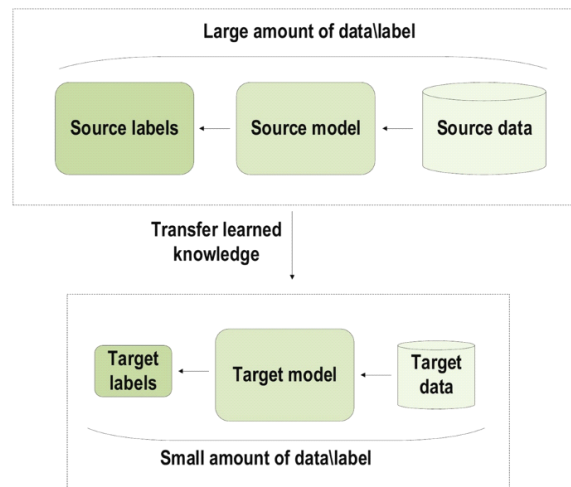 Large amount of data\label
Source labels
Source model
Source data
Transfer learned
knowledge
Target
labels
Target model
Target
data
Small amount of data\label